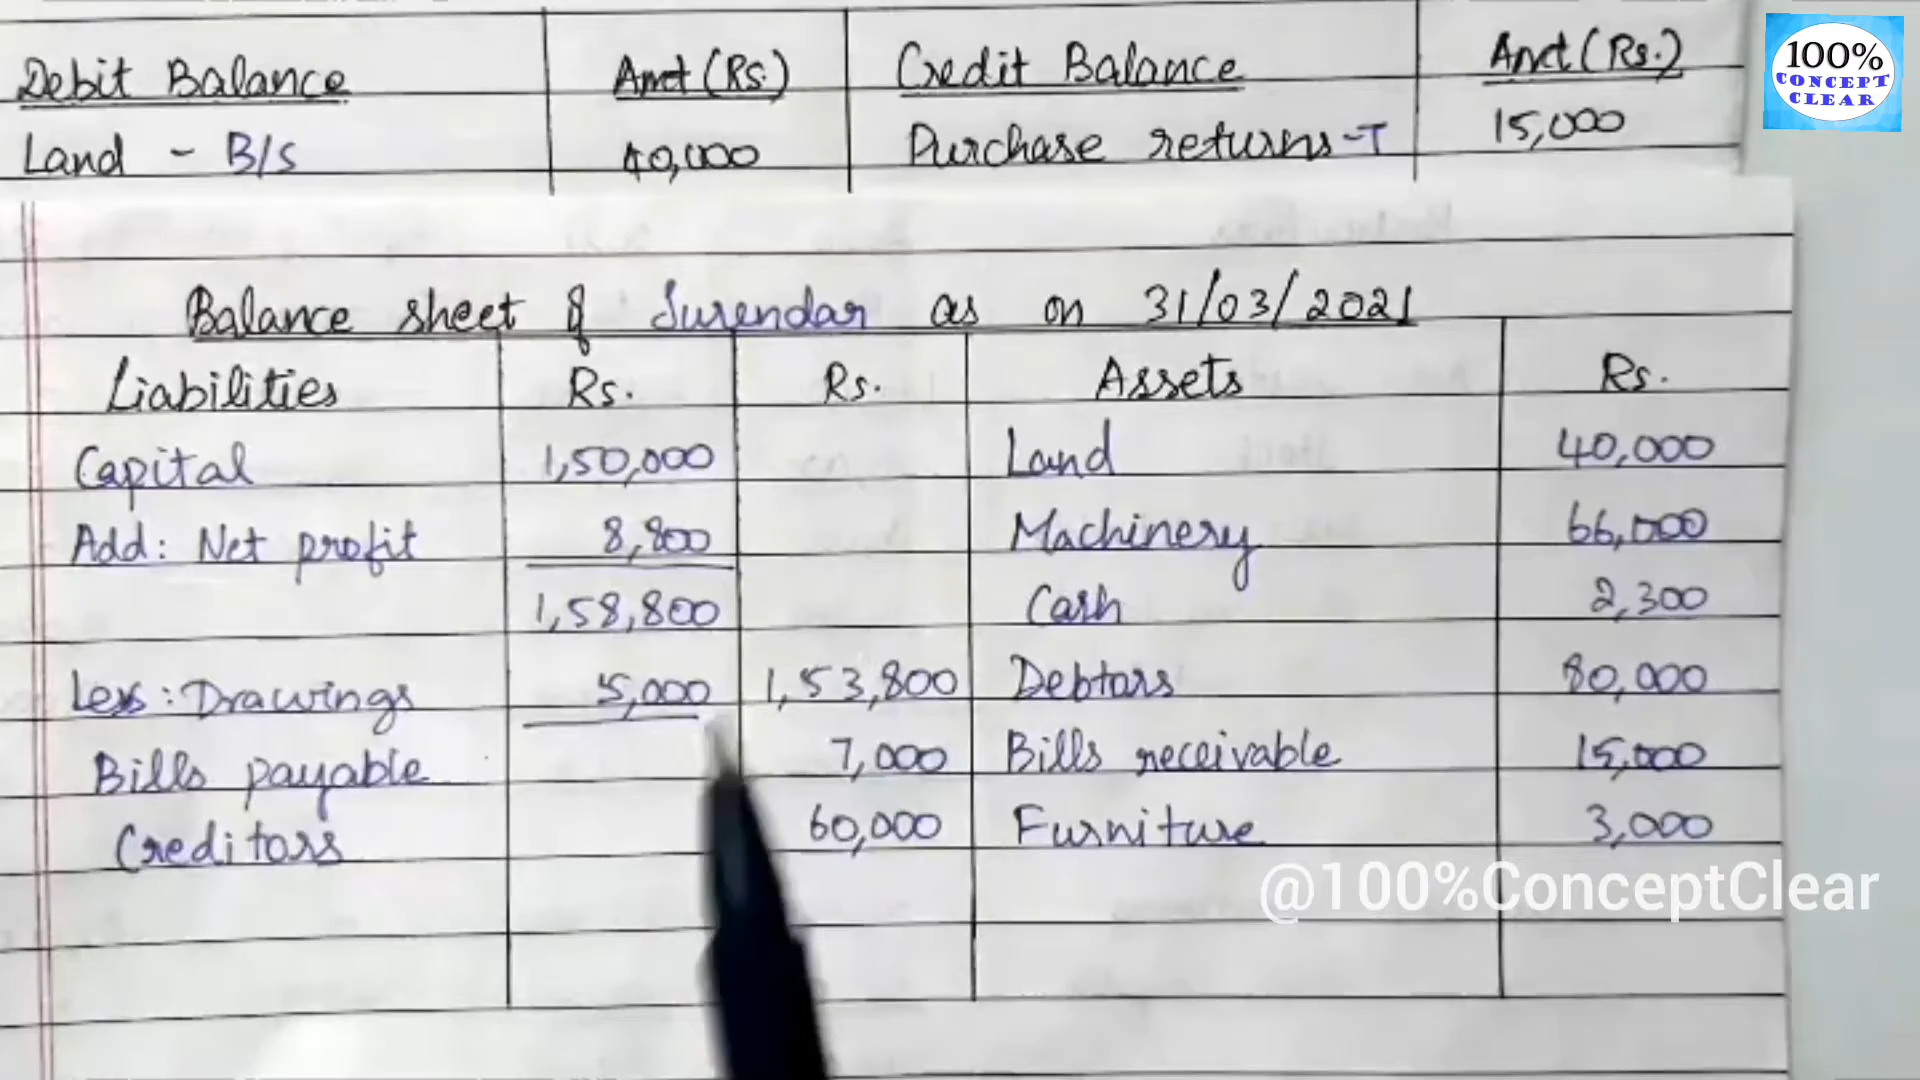 Debit Balance Amt (Rs.) Credit Balance Amt (Rs.)
Land - B/S 40,000 Purchase returns-T 15,000
100%
CONCEPT
CLEAR
Balance sheet of Surendar as on 31/03/2021
Liabilities Rs. Rs. Assets Rs.
Capital 1,50,000 Land 40,000
Add: Net profit 8,800 Machinery 66,000
1,58,800 Cash 2,300
Less: Drawings 5,000 1,53,800 Debtors 80,000
Bills payable 7,000 Bills receivable 15,000
Creditors 60,000 Furniture 3,000
@100%ConceptClear